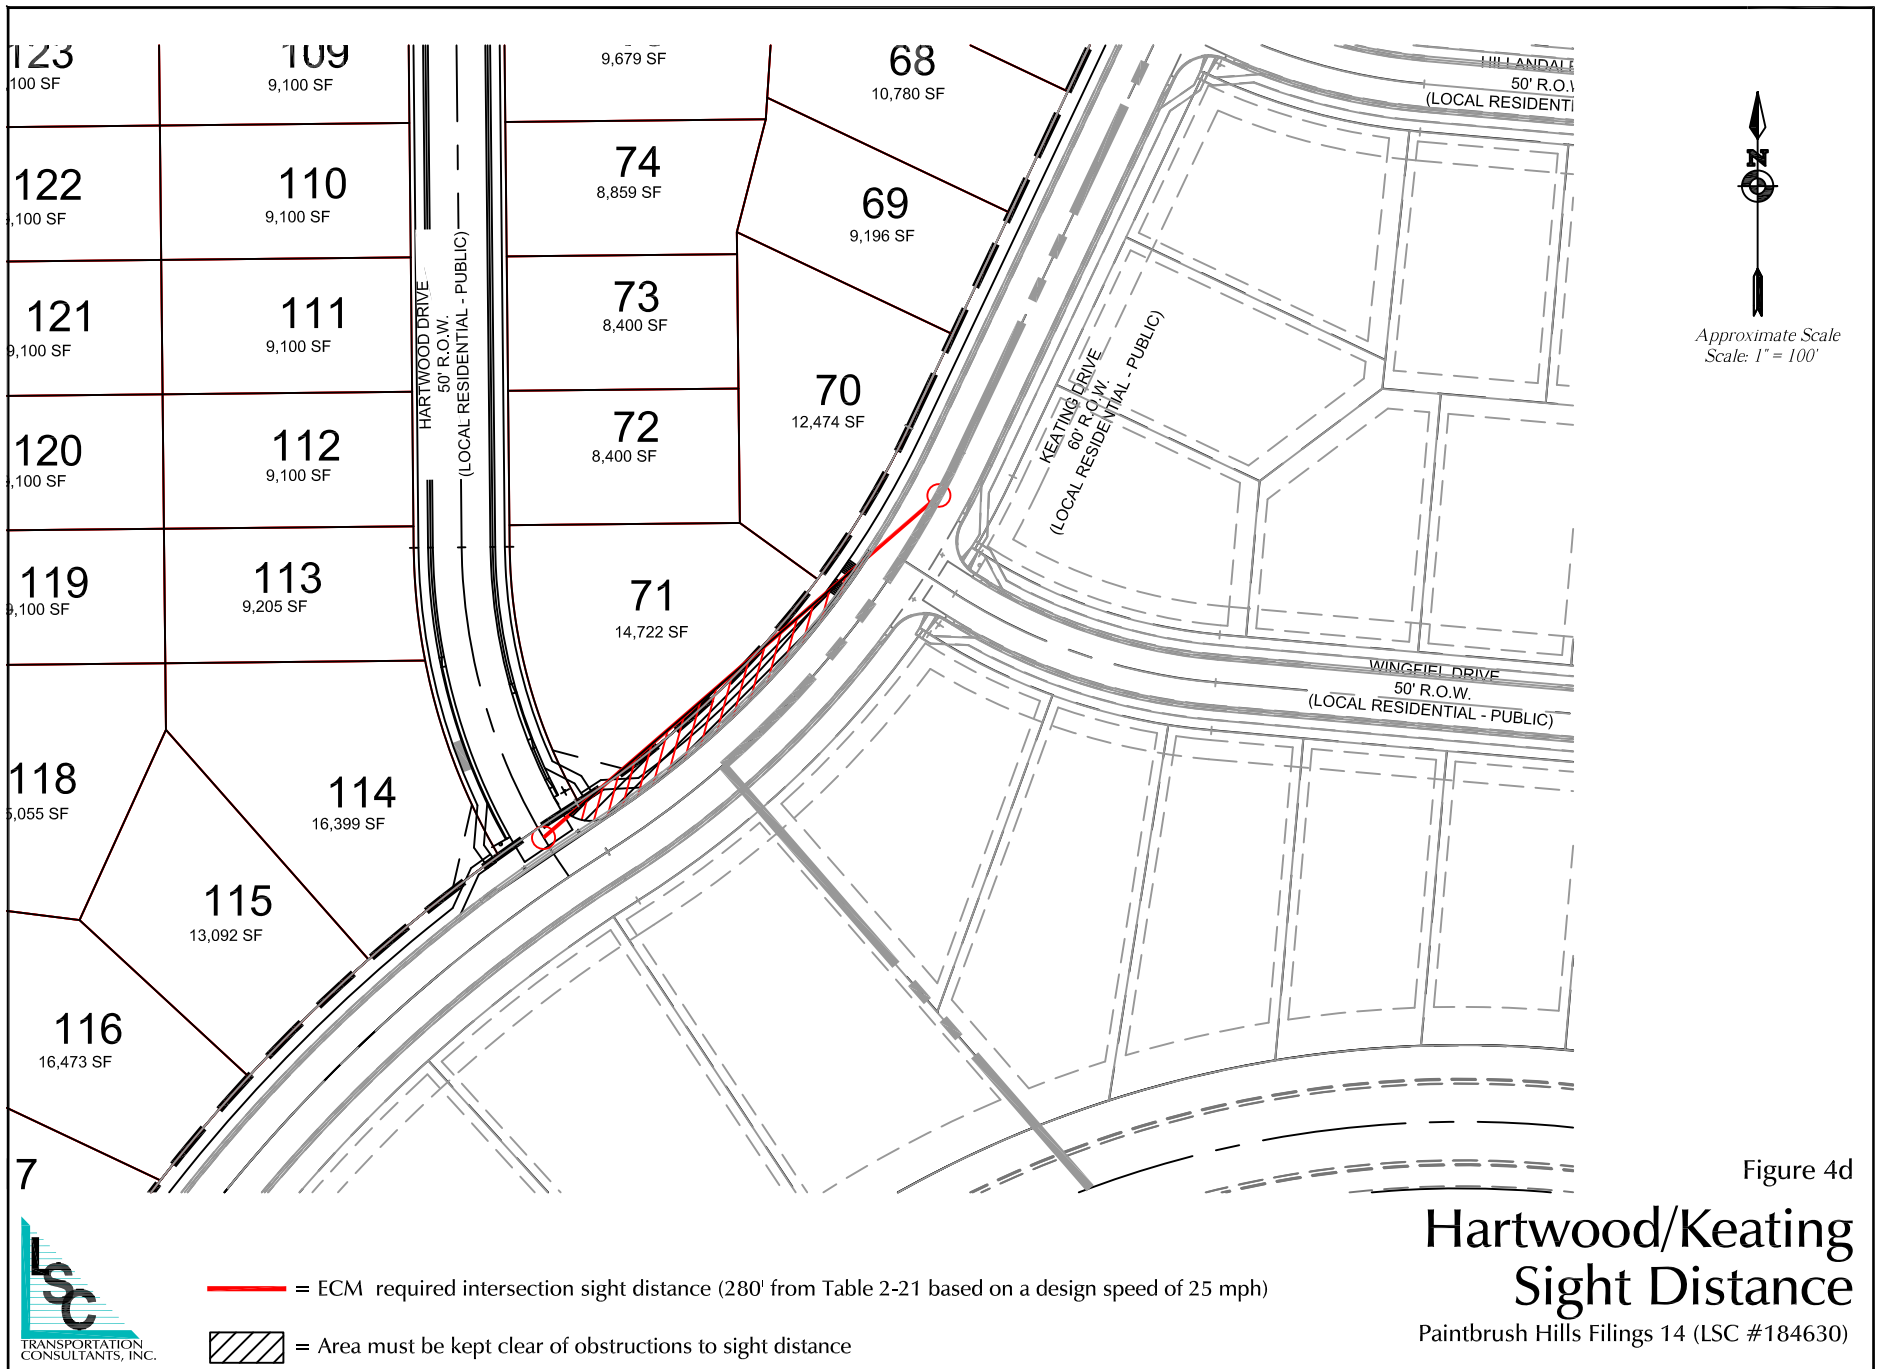 123
,100 SF
109
9,100 SF
9,679 SF
68
10,780 SF
HILLANDALE
50' R.O.W
(LOCAL RESIDENTI
122
,100 SF
110
9,100 SF
74
8,859 SF
69
9,196 SF
N
Approximate Scale
Scale: 1" = 100'
121
9,100 SF
111
9,100 SF
73
8,400 SF
HARTWOOD DRIVE
50' R.O.W.
(LOCAL RESIDENTIAL - PUBLIC)
70
12,474 SF
KEATING DRIVE
60' R.O.W.
(LOCAL RESIDENTIAL - PUBLIC)
120
,100 SF
112
9,100 SF
72
8,400 SF
119
9,100 SF
113
9,205 SF
71
14,722 SF
WINGFIEL DRIVE
50' R.O.W.
(LOCAL RESIDENTIAL - PUBLIC)
118
5,055 SF
114
16,399 SF
115
13,092 SF
116
16,473 SF
7
Figure 4d
Hartwood/Keating
Sight Distance
Paintbrush Hills Filings 14 (LSC #184630)
LSC
TRANSPORTATION
CONSULTANTS, INC.
= ECM required intersection sight distance (280' from Table 2-21 based on a design speed of 25 mph)
= Area must be kept clear of obstructions to sight distance